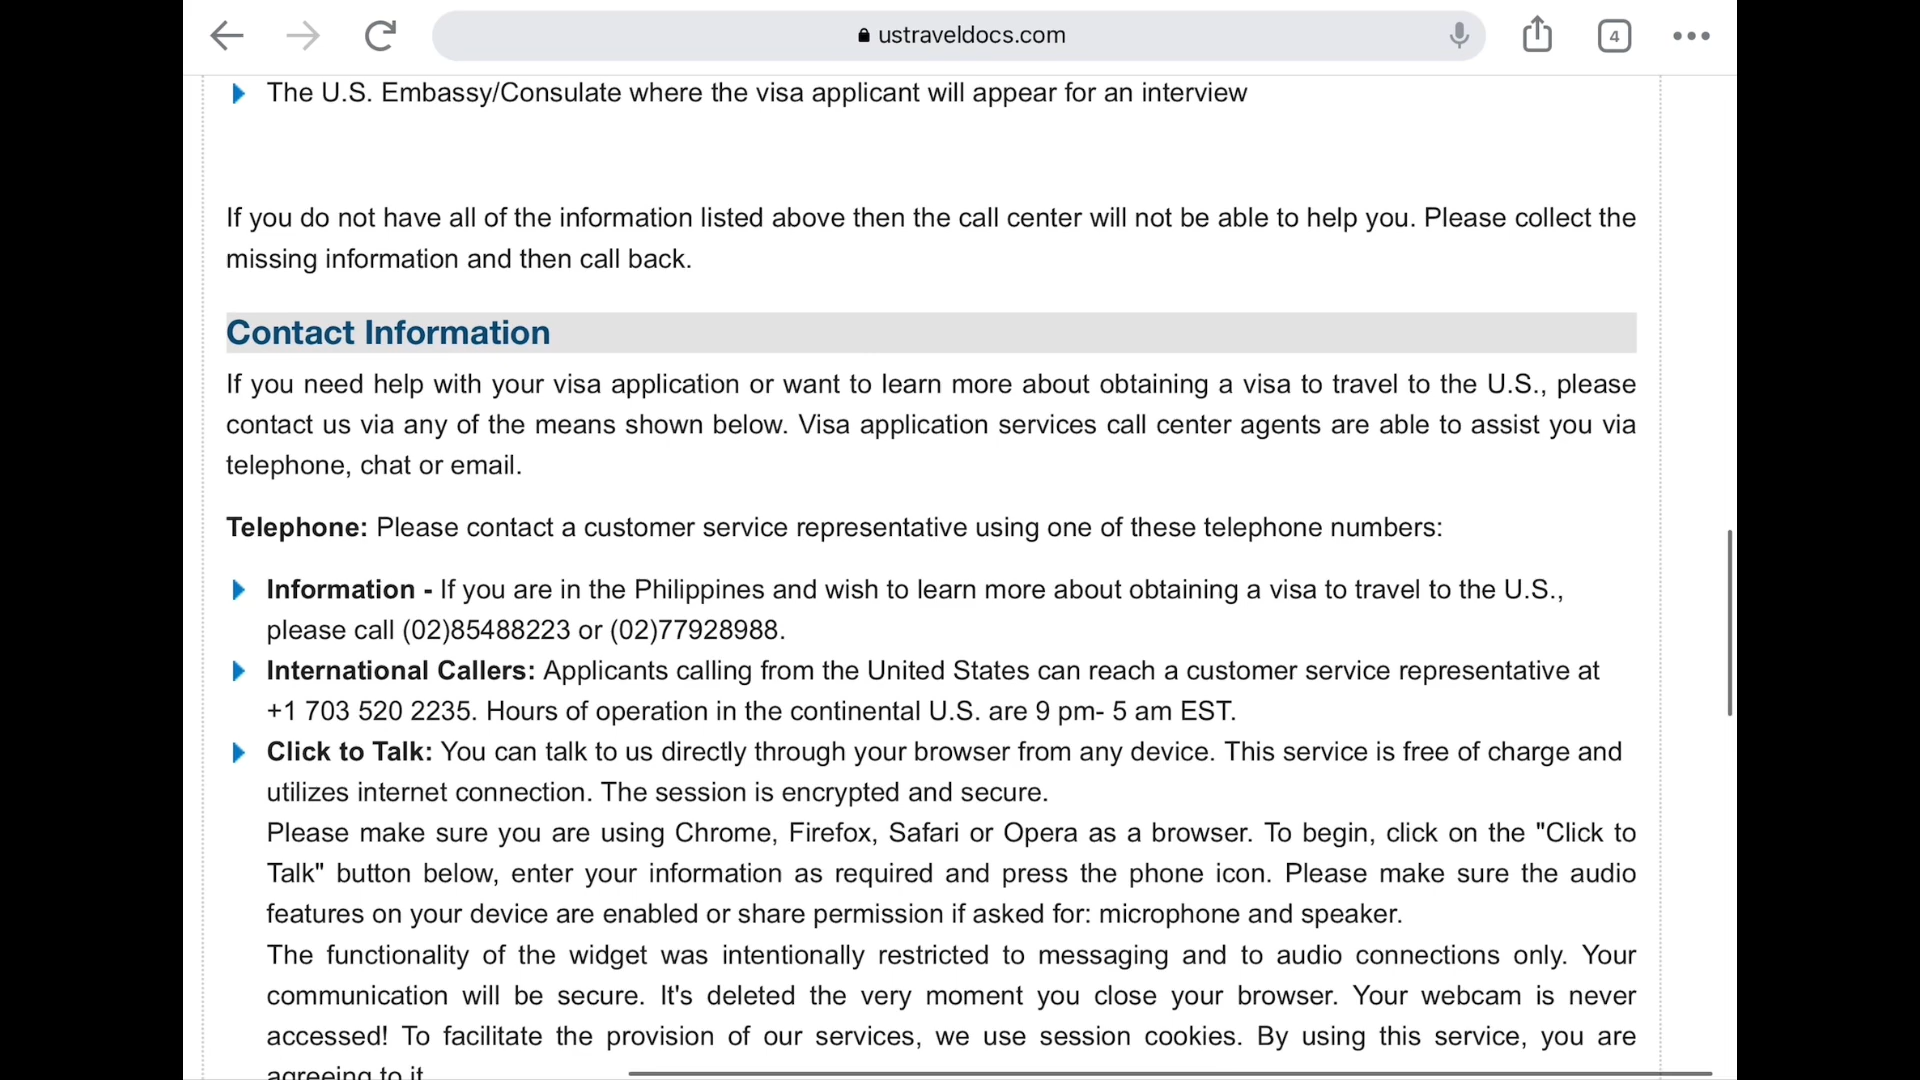 ustraveldocs.com
4
The U.S. Embassy/Consulate where the visa applicant will appear for an interview
If you do not have all of the information listed above then the call center will not be able to help you. Please collect the
missing information and then call back.
Contact Information
If you need help with your visa application or want to learn more about obtaining a visa to travel to the U.S., please
contact us via any of the means shown below. Visa application services call center agents are able to assist you via
telephone, chat or email.
Telephone: Please contact a customer service representative using one of these telephone numbers:
Information - If you are in the Philippines and wish to learn more about obtaining a visa to travel to the U.S.,
please call (02)85488223 or (02)77928988.
International Callers: Applicants calling from the United States can reach a customer service representative at
+1 703 520 2235. Hours of operation in the continental U.S. are 9 pm- 5 am EST.
Click to Talk: You can talk to us directly through your browser from any device. This service is free of charge and
utilizes internet connection. The session is encrypted and secure.
Please make sure you are using Chrome, Firefox, Safari or Opera as a browser. To begin, click on the "Click to
Talk" button below, enter your information as required and press the phone icon. Please make sure the audio
features on your device are enabled or share permission if asked for: microphone and speaker.
The functionality of the widget was intentionally restricted to messaging and to audio connections only. Your
communication will be secure. It's deleted the very moment you close your browser. Your webcam is never
accessed! To facilitate the provision of our services, we use session cookies. By using this service, you are
agreeing to it